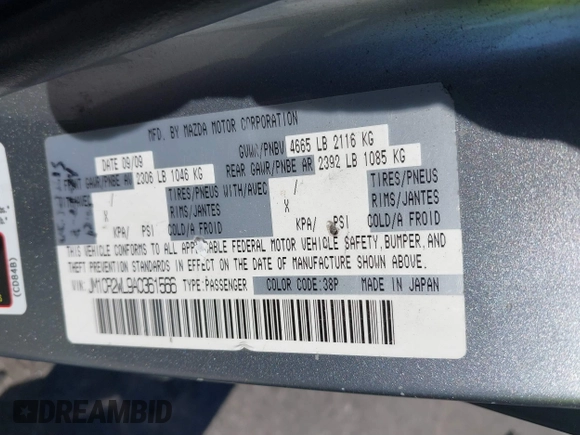 MFD. BY MAZDA MOTOR CORPORATION
DATE 09/09 GVWR/PNBV 4665 LB 2116 KG
GAWR/PNBE AV 2306 LB 1046 KG REAR GAWR/PNBE AR 2392 LB 1085 KG
/ TIRES/PNEUS WITH/AVEC / TIRES/PNEUS
X RIMS/JANTES X RIMS/JANTES
KPA/ PSI COLD/A FROID KPA/ PSI COLD/A FROID
THIS VEHICLE CONFORMS TO ALL APPLICABLE FEDERAL MOTOR VEHICLE SAFETY, BUMPER, AND
THEFT PREVENTION STANDARDS IN EFFECT ON THE DATE OF MANUFACTURE SHOWN ABOVE.
VIN: JM1CR2WL9AC361566 TYPE:PASSENGER COLOR CODE:38P MADE IN JAPAN
(CD84B)
DREAMBID